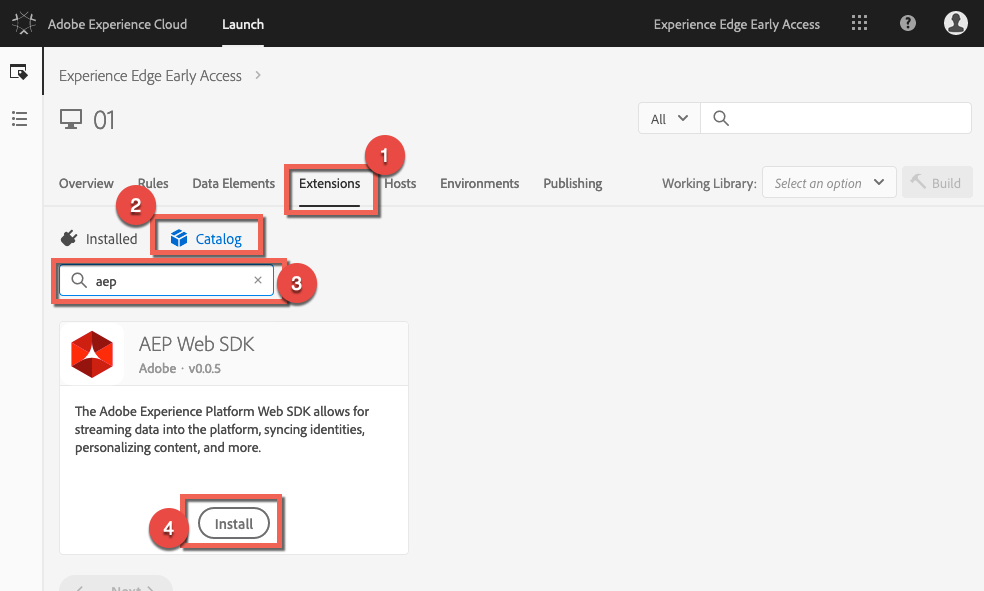 Adobe Experience Cloud Launch Experience Edge Early Access ?
Experience Edge Early Access >
01
All
1
Overview Rules Data Elements Extensions Hosts Environments Publishing Working Library: Select an option Build
2
Installed Catalog
aep ×
3
AEP Web SDK
Adobe · v0.0.5
The Adobe Experience Platform Web SDK allows for
streaming data into the platform, syncing identities,
personalizing content, and more.
4
Install
Next